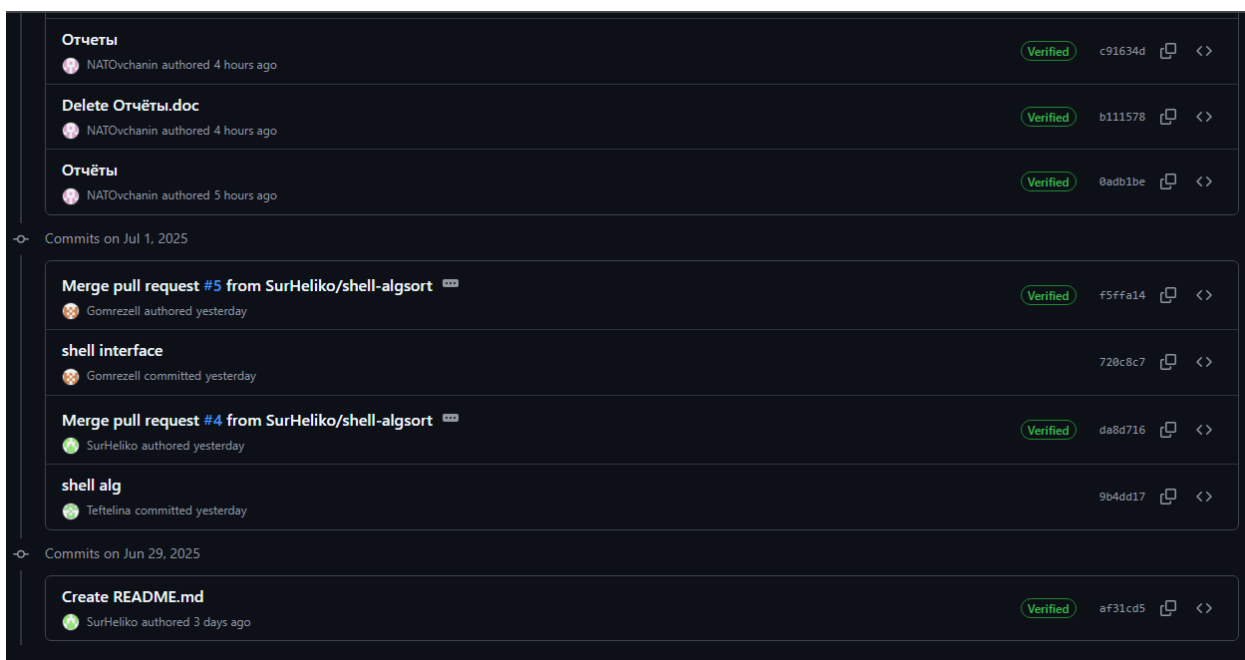 Отчеты
NATOvchanin authored 4 hours ago
Verified c91634d
Delete Отчёты.doc
NATOvchanin authored 4 hours ago
Verified b111578
Отчёты
NATOvchanin authored 5 hours ago
Verified 0adb1be
Commits on Jul 1, 2025
Merge pull request #5 from SurHeliko/shell-algsort
Gomrezell authored yesterday
Verified f5ffa14
shell interface
Gomrezell committed yesterday
720c8c7
Merge pull request #4 from SurHeliko/shell-algsort
SurHeliko authored yesterday
Verified da8d716
shell alg
Teftelina committed yesterday
9b4dd17
Commits on Jun 29, 2025
Create README.md
SurHeliko authored 3 days ago
Verified af31cd5